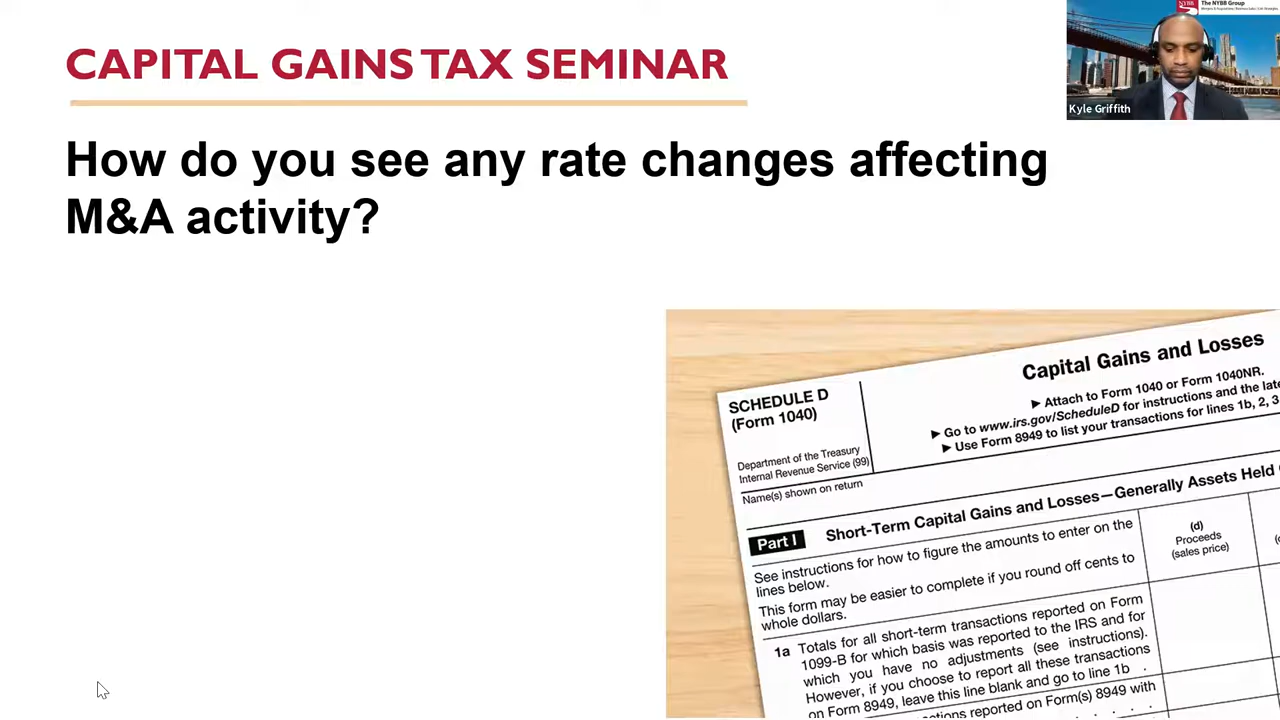 CAPITAL GAINS TAX SEMINAR
The NYBB Group
Kyle Griffith
How do you see any rate changes affecting
M&A activity?
SCHEDULE D
(Form 1040)
Department of the Treasury
Internal Revenue Service (99)
Capital Gains and Losses
▶ Attach to Form 1040 or Form 1040NR.
▶ Go to www.irs.gov/ScheduleD for instructions and the
▶ Use Form 8949 to list your transactions for lines 1b, 2, 3
Name(s) shown on return
Part I Short-Term Capital Gains and Losses—Generally Assets Held
See instructions for how to figure the amounts to enter on the
lines below.
This form may be easier to complete if you round off cents to
whole dollars.
(d)
Proceeds
(sales price)
1a Totals for all short-term transactions reported on Form
1099-B for which basis was reported to the IRS and for
which you have no adjustments (see instructions).
However, if you choose to report all these transactions
on Form 8949, leave this line blank and go to line 1b .
transactions reported on Form(s) 8949 with